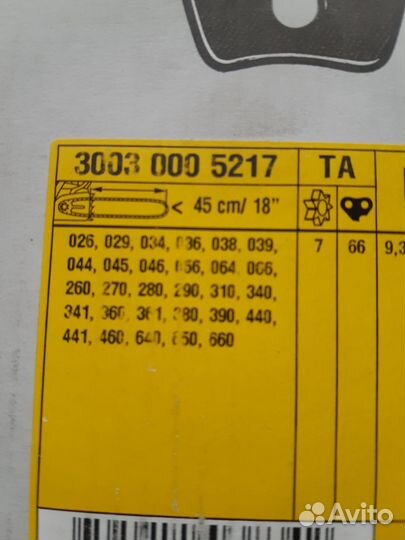 3003 000 5217 TA
< 45 cm/ 18"
026, 029, 034, 036, 038, 039, 7 66 9,3
044, 045, 046, 056, 064, 066,
260, 270, 280, 290, 310, 340,
341, 360, 361, 380, 390, 440,
441, 460, 640, 650, 660
Avito